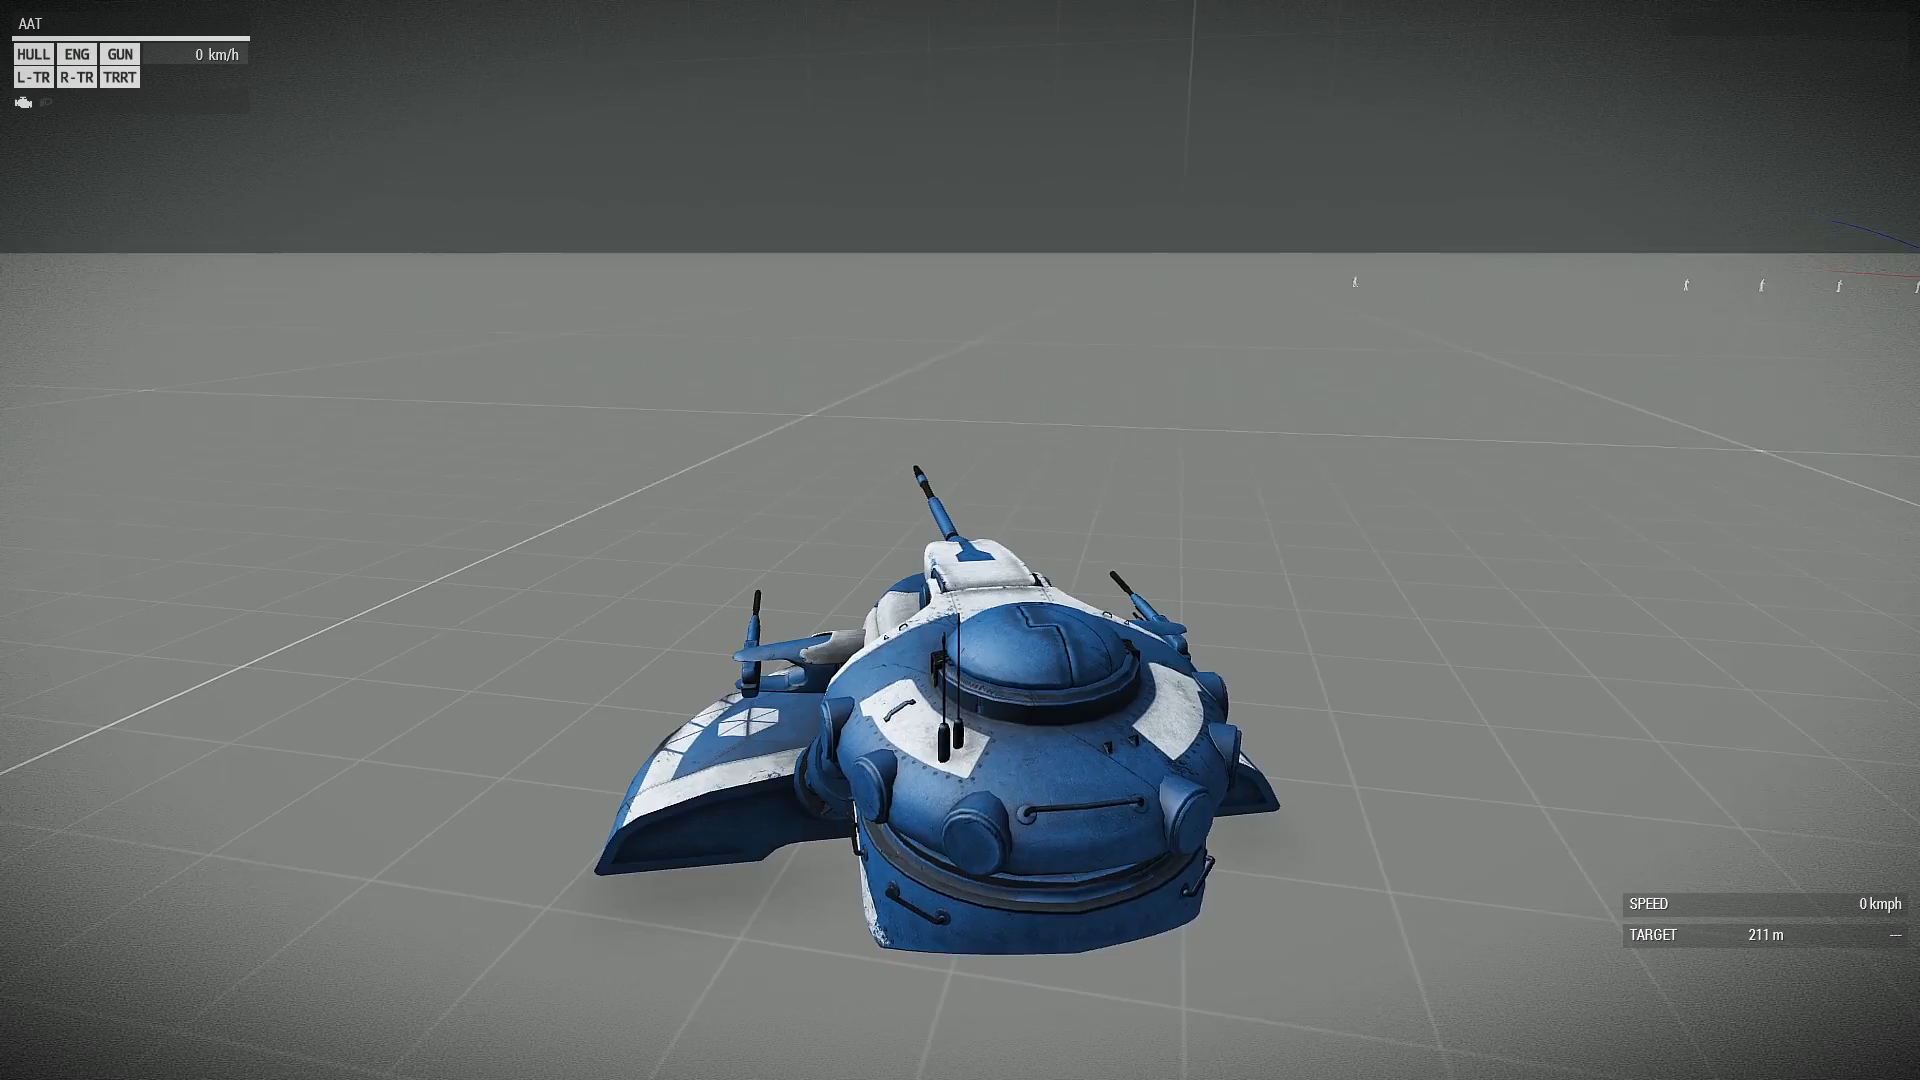 AAT
HULL ENG GUN 0 km/h
L-TR R-TR TRRT
SPEED 0 kmph
TARGET 211 m ---